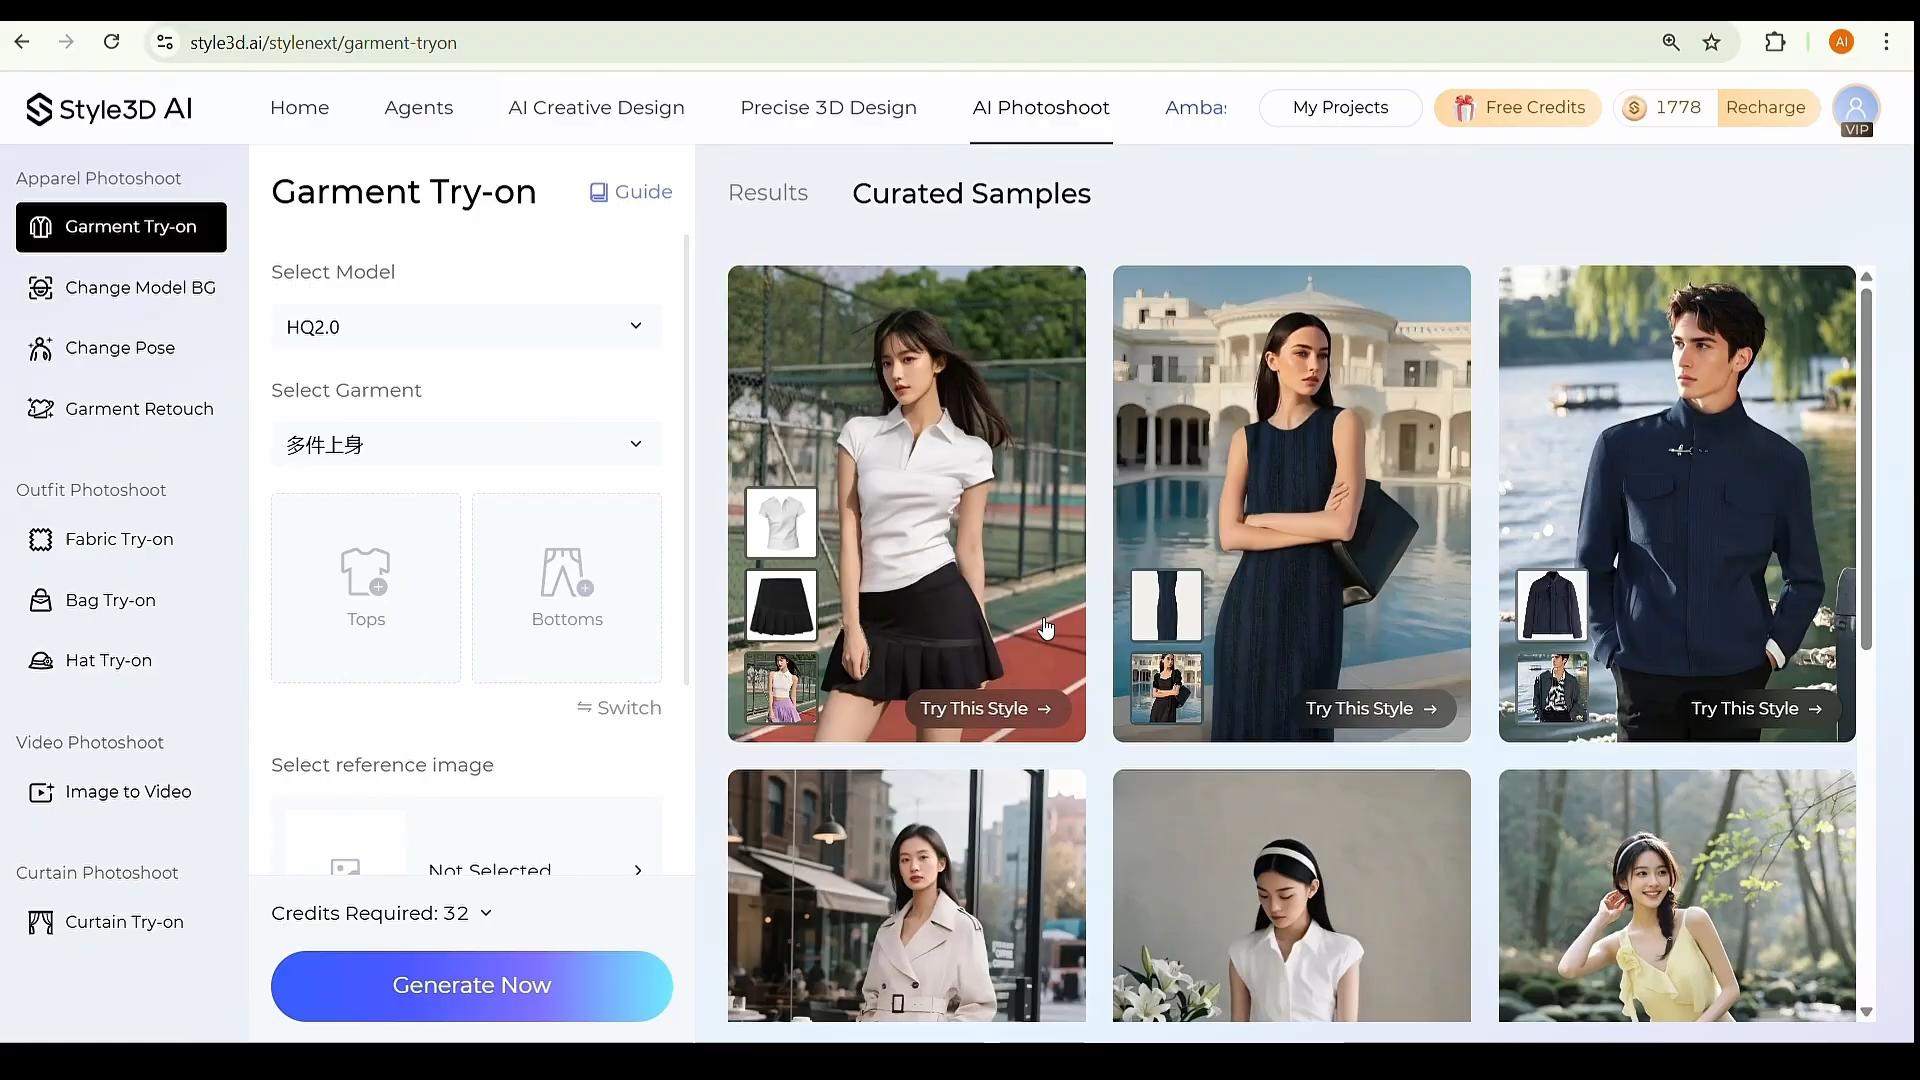 style3d.ai/stylenext/garment-tryon
AI
Style3D AI
Home
Agents
AI Creative Design
Precise 3D Design
AI Photoshoot
Ambas
My Projects
Free Credits
1778
Recharge
VIP
Apparel Photoshoot
Garment Try-on
Change Model BG
Change Pose
Garment Retouch
Outfit Photoshoot
Fabric Try-on
Bag Try-on
Hat Try-on
Video Photoshoot
Image to Video
Curtain Photoshoot
Curtain Try-on
Garment Try-on
Guide
Select Model
HQ2.0
Select Garment
多件上身
Tops
Bottoms
⇋ Switch
Select reference image
Not Selected
Credits Required: 32
Generate Now
Results
Curated Samples
Try This Style →
Try This Style →
Try This Style →